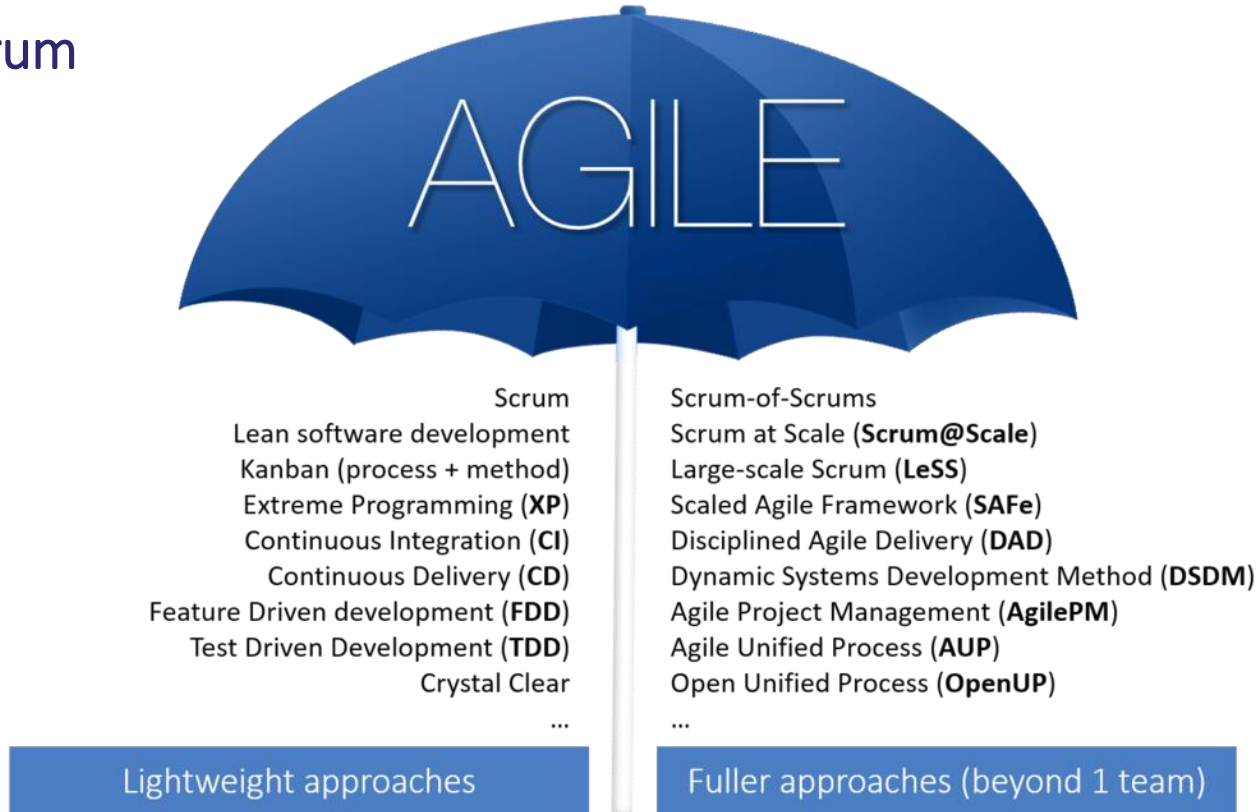 rum
AGILE
Scrum
Lean software development
Kanban (process + method)
Extreme Programming (XP)
Continuous Integration (CI)
Continuous Delivery (CD)
Feature Driven development (FDD)
Test Driven Development (TDD)
Crystal Clear
...
Lightweight approaches
Scrum-of-Scrums
Scrum at Scale (Scrum@Scale)
Large-scale Scrum (LeSS)
Scaled Agile Framework (SAFe)
Disciplined Agile Delivery (DAD)
Dynamic Systems Development Method (DSDM)
Agile Project Management (AgilePM)
Agile Unified Process (AUP)
Open Unified Process (OpenUP)
...
Fuller approaches (beyond 1 team)